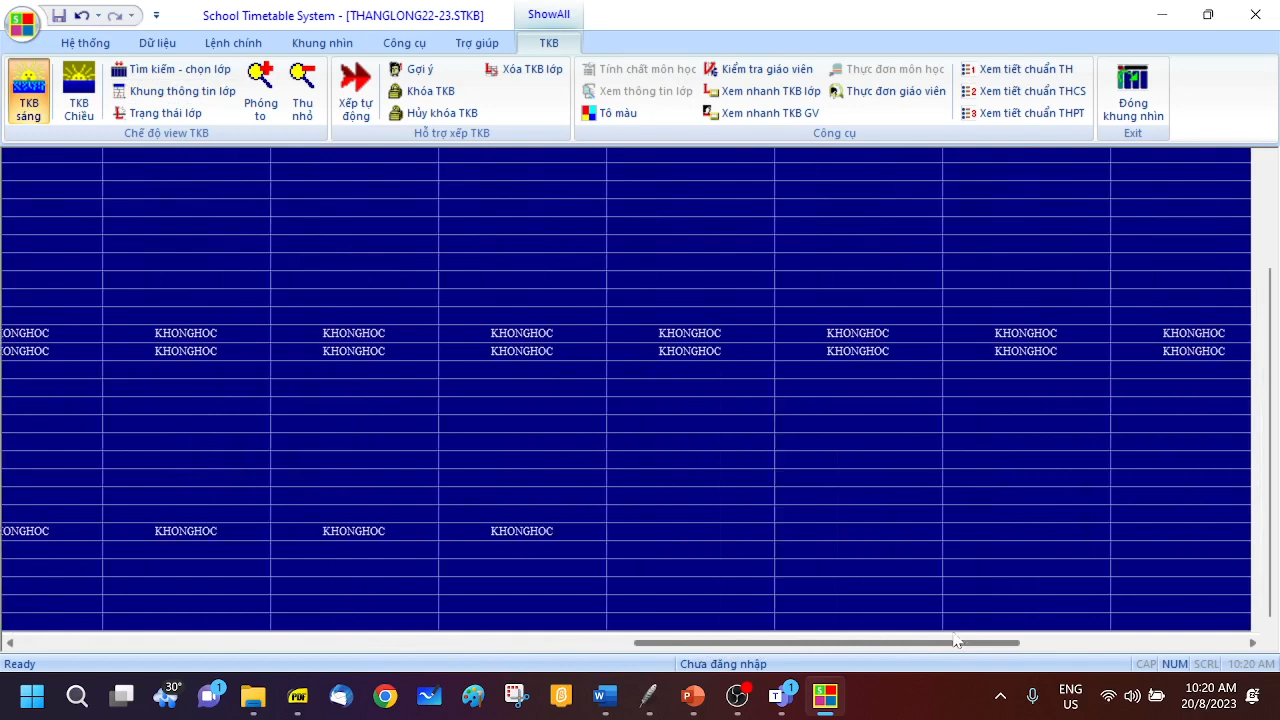 School Timetable System - [THANGLONG22-23.STKB]
ShowAll
Hệ thống Dữ liệu Lệnh chính Khung nhìn Công cụ Trợ giúp TKB
TKB sáng
TKB Chiều
Tìm kiếm - chọn lớp
Khung thông tin lớp
Trạng thái lớp
Phóng to
Thu nhỏ
Chế độ view TKB
Xếp tự động
Gợi ý
Khóa TKB
Hủy khóa TKB
Xóa TKB lớp
Hỗ trợ xếp TKB
Tính chất môn học
Xem thông tin lớp
Tô màu
Kiểm tra giáo viên
Xem nhanh TKB lớp
Xem nhanh TKB GV
Thực đơn môn học
Thực đơn giáo viên
Xem tiết chuẩn TH
Xem tiết chuẩn THCS
Xem tiết chuẩn THPT
Công cụ
Đóng khung nhìn
Exit
ONGHOC KHONGHOC KHONGHOC KHONGHOC KHONGHOC KHONGHOC KHONGHOC KHONGHOC
ONGHOC KHONGHOC KHONGHOC KHONGHOC KHONGHOC KHONGHOC KHONGHOC KHONGHOC
ONGHOC KHONGHOC KHONGHOC KHONGHOC
Ready Chưa đăng nhập CAP NUM SCRL 10:20 AM
30° 1 PDF 1 ENG US 10:20 AM 20/8/2023